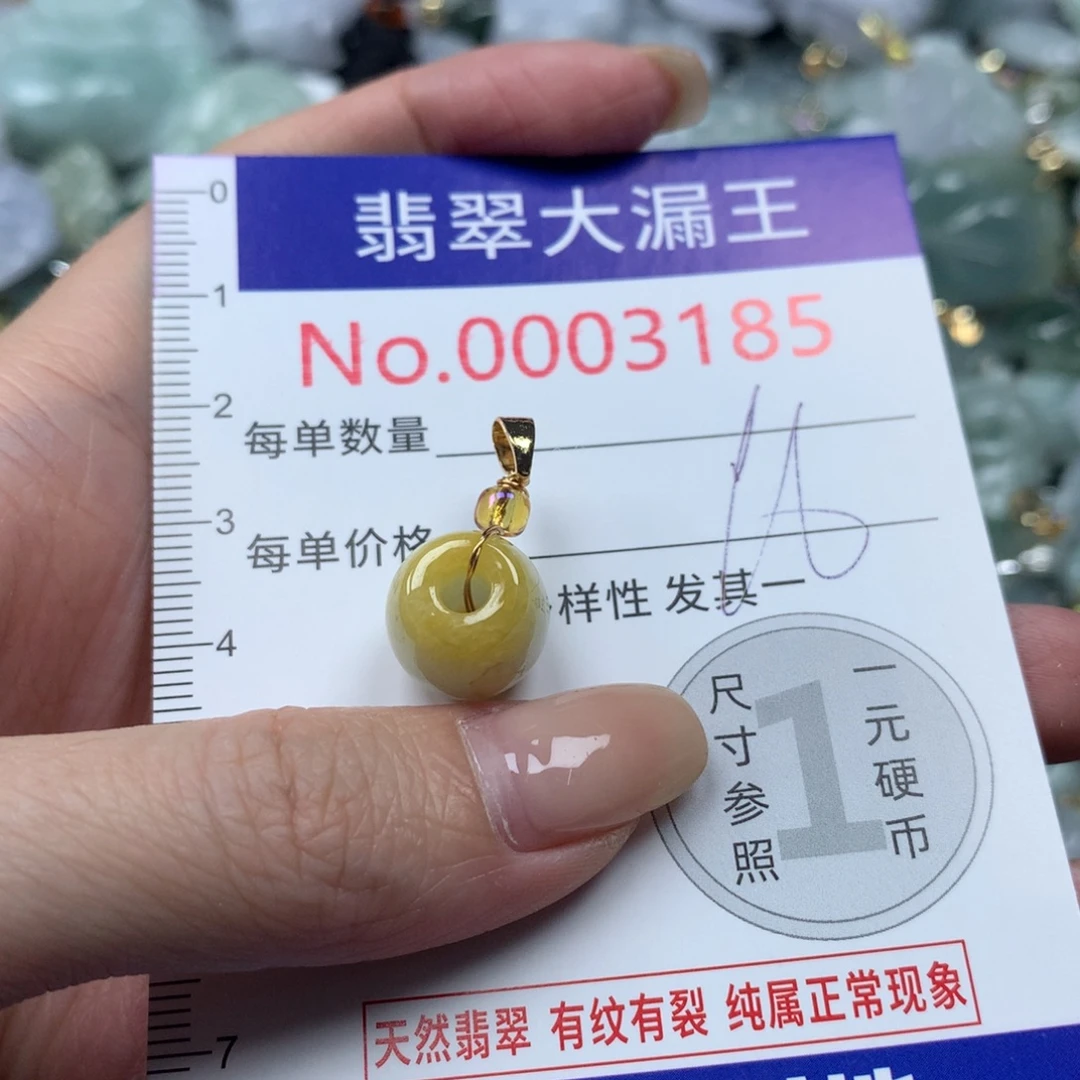 翡翠大漏王
No.0003185
每单数量
每单价格
样性 发其一
尺寸参照
1
一元硬币
天然翡翠 有纹有裂 纯属正常现象
0
1
2
3
4
7